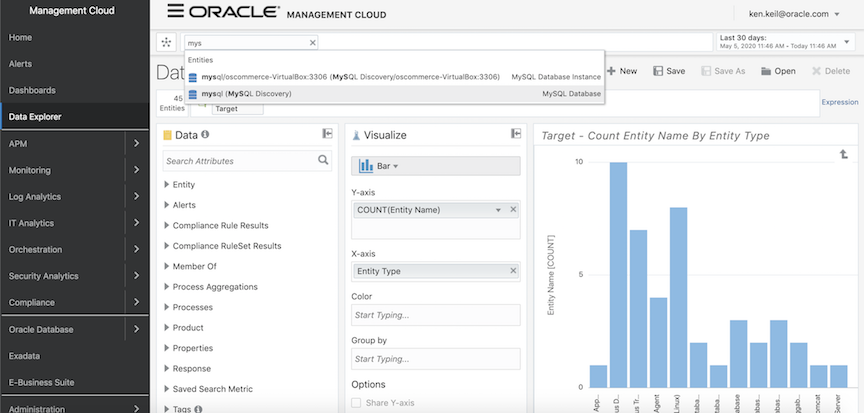 Management Cloud
ORACLE® MANAGEMENT CLOUD
ken.keil@oracle.com
Home
Alerts
Dashboards
Data Explorer
APM
Monitoring
Log Analytics
IT Analytics
Orchestration
Security Analytics
Compliance
Oracle Database
Exadata
E-Business Suite
Administration
mys
Last 30 days:
May 5, 2020 11:46 AM - Today 11:46 AM
Entities
mysql/oscommerce-VirtualBox:3306 (MySQL Discovery/oscommerce-VirtualBox:3306) MySQL Database Instance
mysql (MySQL Discovery) MySQL Database
Dat
New Save Save As Open Delete
45
Entities
Target
Expression
Data
Search Attributes
Entity
Alerts
Compliance Rule Results
Compliance RuleSet Results
Member Of
Process Aggregations
Processes
Product
Properties
Response
Saved Search Metric
Tags
Visualize
Bar
Y-axis
COUNT(Entity Name)
X-axis
Entity Type
Color
Start Typing...
Group by
Start Typing...
Options
Share Y-axis
Target - Count Entity Name By Entity Type
Entity Name [COUNT]
10
5
0
App...
us D...
us Tr...
Agent
Linux)
taba...
taba...
tabase
abas...
abas...
ggab...
omcat
Server